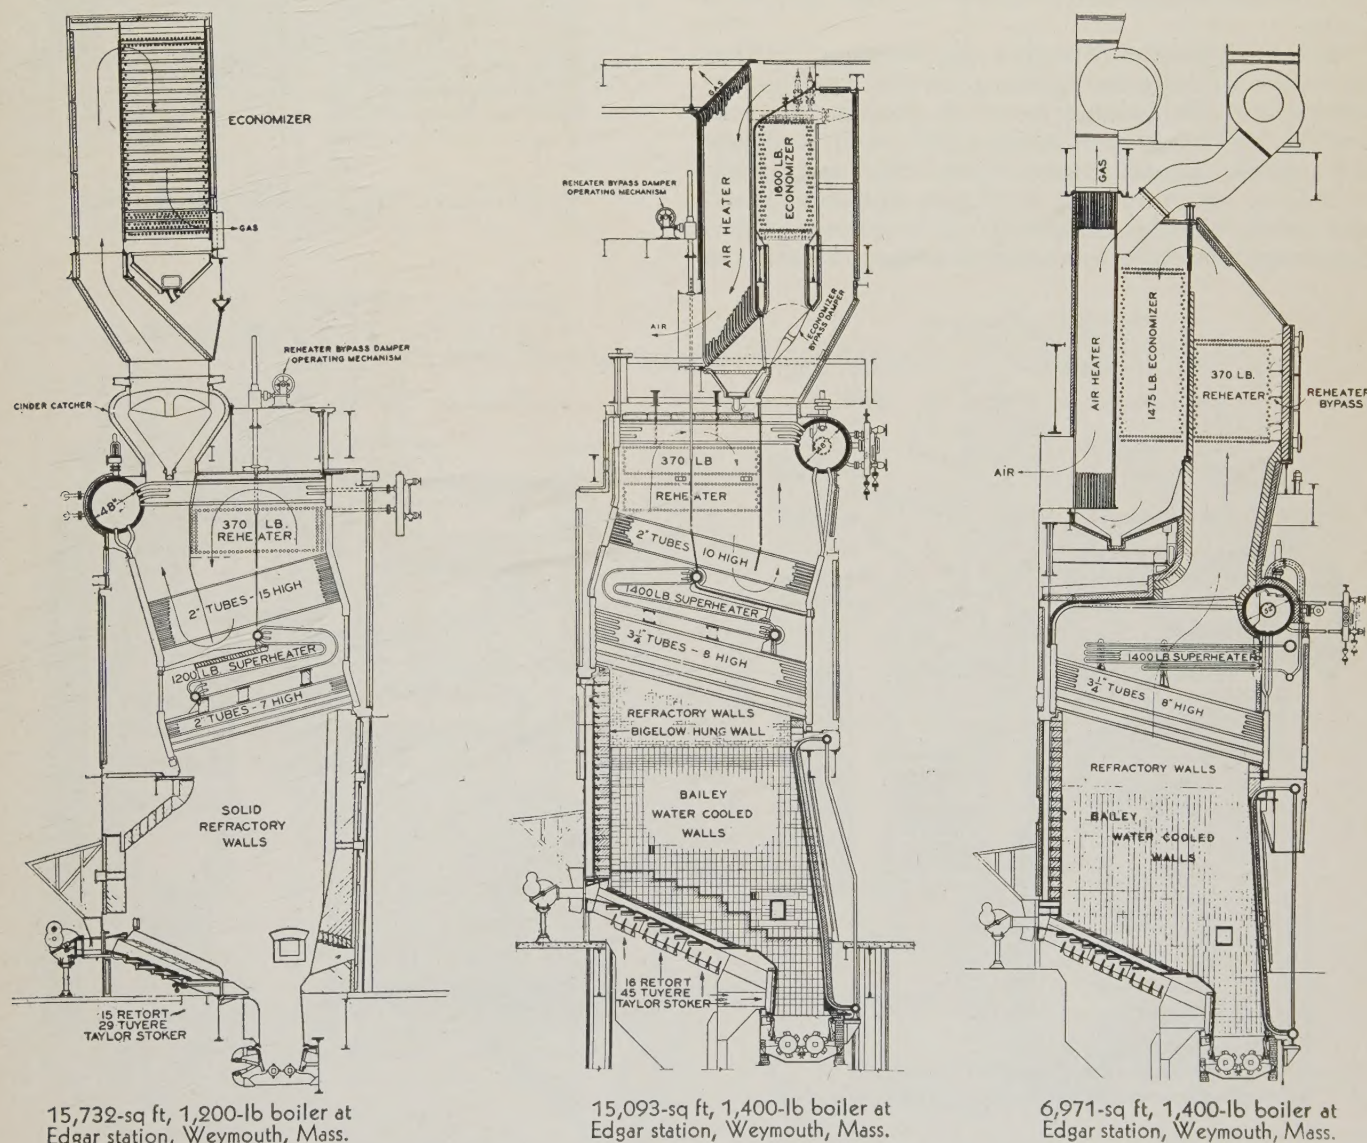 ECONOMIZER
GAS
REHEATER BYPASS DAMPER
OPERATING MECHANISM
CINDER CATCHER
48"
370 LB.
REHEATER
2" TUBES - 15 HIGH
1200 LB. SUPERHEATER
2" TUBES - 7 HIGH
SOLID
REFRACTORY
WALLS
15 RETORT
29 TUYERE
TAYLOR STOKER
15,732-sq ft, 1,200-lb boiler at
Edgar station, Weymouth, Mass.
GAS
1600 LB.
ECONOMIZER
REHEATER BYPASS DAMPER
OPERATING MECHANISM
AIR HEATER
ECONOMIZER
BYPASS DAMPER
AIR
370 LB
REHEATER
2" TUBES 10 HIGH
1400 LB SUPERHEATER
3 1/4" TUBES - 8 HIGH
REFRACTORY WALLS
BIGELOW HUNG WALL
BAILEY
WATER COOLED
WALLS
16 RETORT
45 TUYERE
TAYLOR STOKER
15,093-sq ft, 1,400-lb boiler at
Edgar station, Weymouth, Mass.
GAS
AIR HEATER
1475 LB. ECONOMIZER
370 LB.
REHEATER
REHEATER
BYPASS
AIR
1400 LB SUPERHEATER
3 1/4" TUBES 8" HIGH
REFRACTORY WALLS
BAILEY
WATER COOLED
WALLS
6,971-sq ft, 1,400-lb boiler at
Edgar station, Weymouth, Mass.